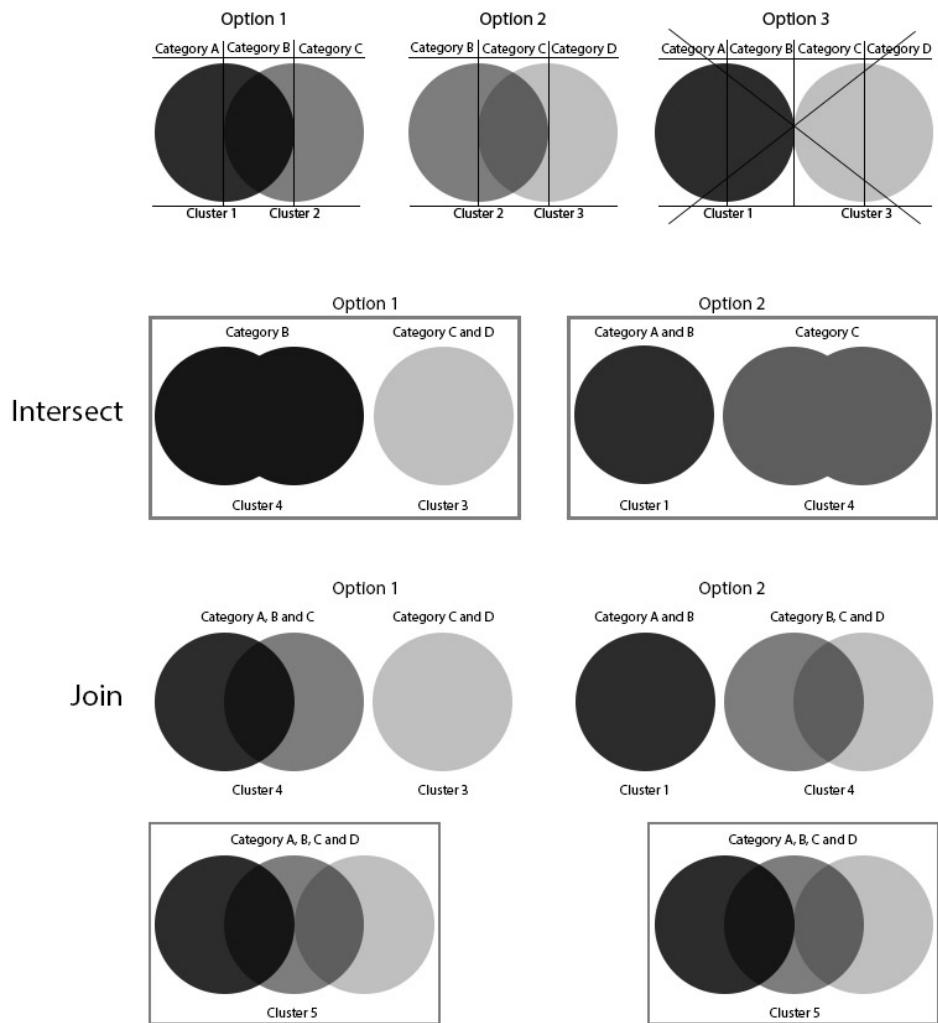 Option 1
Option 2
Option 3
Category A Category B Category C
Category B Category C Category D
Category A Category B Category C Category D
Cluster 1 Cluster 2
Cluster 2 Cluster 3
Cluster 1 Cluster 3
Option 1
Option 2
Category B Category C and D
Category A and B Category C
Intersect
Cluster 4 Cluster 3
Cluster 1 Cluster 4
Option 1
Option 2
Category A, B and C Category C and D
Category A and B Category B, C and D
Join
Cluster 4 Cluster 3
Cluster 1 Cluster 4
Category A, B, C and D
Category A, B, C and D
Cluster 5
Cluster 5